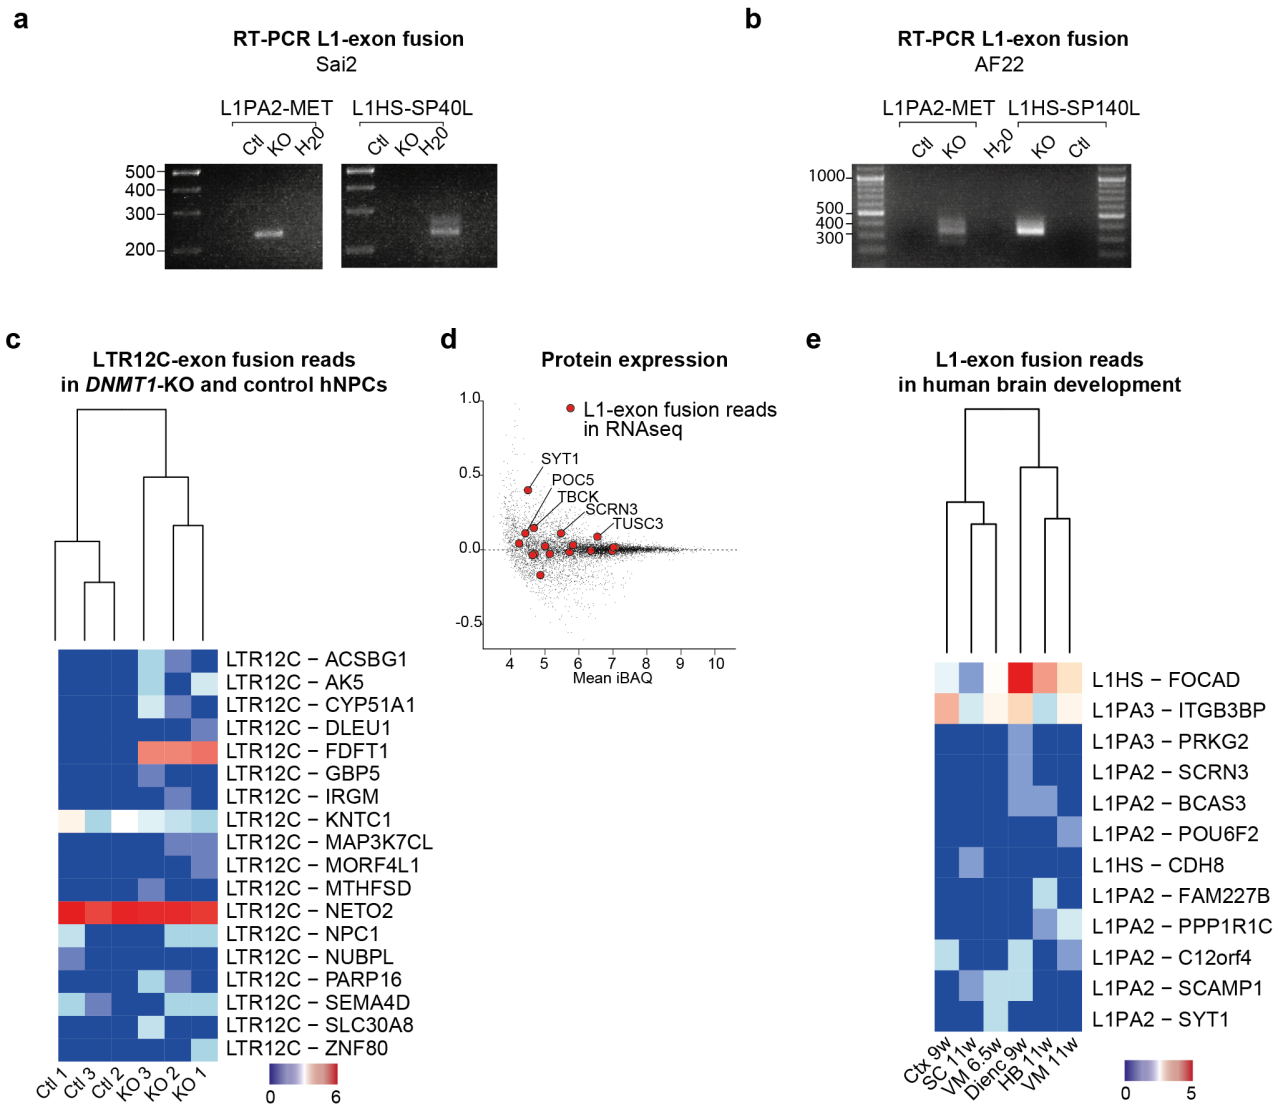 a
RT-PCR L1-exon fusion
Sai2
L1PA2-MET
L1HS-SP40L
Ctl
KO
H20
Ctl
KO
H20
500
400
300
200
b
RT-PCR L1-exon fusion
AF22
L1PA2-MET
L1HS-SP140L
Ctl
KO
H20
KO
Ctl
1000
500
400
300
c
LTR12C-exon fusion reads
in DNMT1-KO and control hNPCs
LTR12C − ACSBG1
LTR12C − AK5
LTR12C − CYP51A1
LTR12C − DLEU1
LTR12C − FDFT1
LTR12C − GBP5
LTR12C − IRGM
LTR12C − KNTC1
LTR12C − MAP3K7CL
LTR12C − MORF4L1
LTR12C − MTHFSD
LTR12C − NETO2
LTR12C − NPC1
LTR12C − NUBPL
LTR12C − PARP16
LTR12C − SEMA4D
LTR12C − SLC30A8
LTR12C − ZNF80
Ctl 1
Ctl 3
Ctl 2
KO 3
KO 2
KO 1
0
6
d
Protein expression
L1-exon fusion reads
in RNAseq
1.0
0.5
0.0
-0.5
SYT1
POC5
TBCK
SCRN3
TUSC3
4 5 6 7 8 9 10
Mean iBAQ
e
L1-exon fusion reads
in human brain development
L1HS − FOCAD
L1PA3 − ITGB3BP
L1PA3 − PRKG2
L1PA2 − SCRN3
L1PA2 − BCAS3
L1PA2 − POU6F2
L1HS − CDH8
L1PA2 − FAM227B
L1PA2 − PPP1R1C
L1PA2 − C12orf4
L1PA2 − SCAMP1
L1PA2 − SYT1
Ctx 9w
SC 11w
VM 6.5w
Dienc 9w
HB 11w
VM 11w
0
5